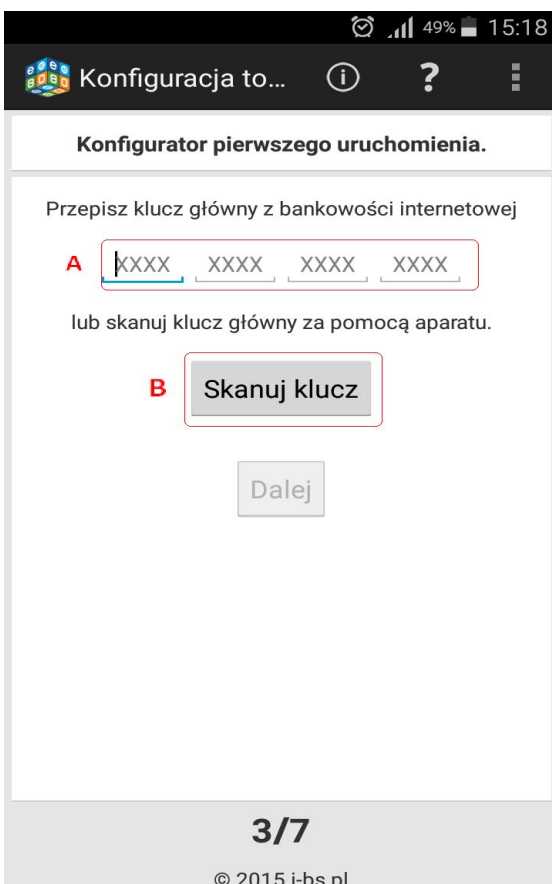 49% 15:18
Konfiguracja to... ?
Konfigurator pierwszego uruchomienia.
Przepisz klucz główny z bankowości internetowej
A XXXX XXXX XXXX XXXX
lub skanuj klucz główny za pomocą aparatu.
B Skanuj klucz
Dalej
3/7
© 2015 i-bs.pl